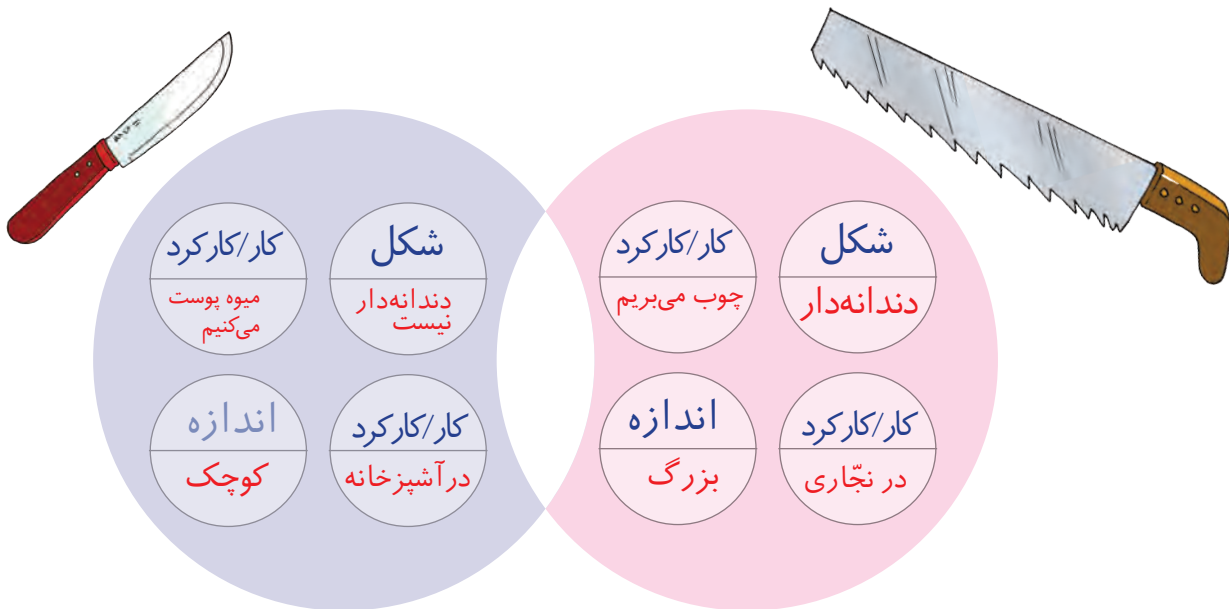 شکل
دندانه‌دار
کار/کارکرد
چوب می‌بریم
کار/کارکرد
در نجّاری
اندازه
بزرگ
شکل
دندانه‌دار
نیست
کار/کارکرد
میوه پوست
می‌کنیم
کار/کارکرد
درآشپزخانه
اندازه
کوچک